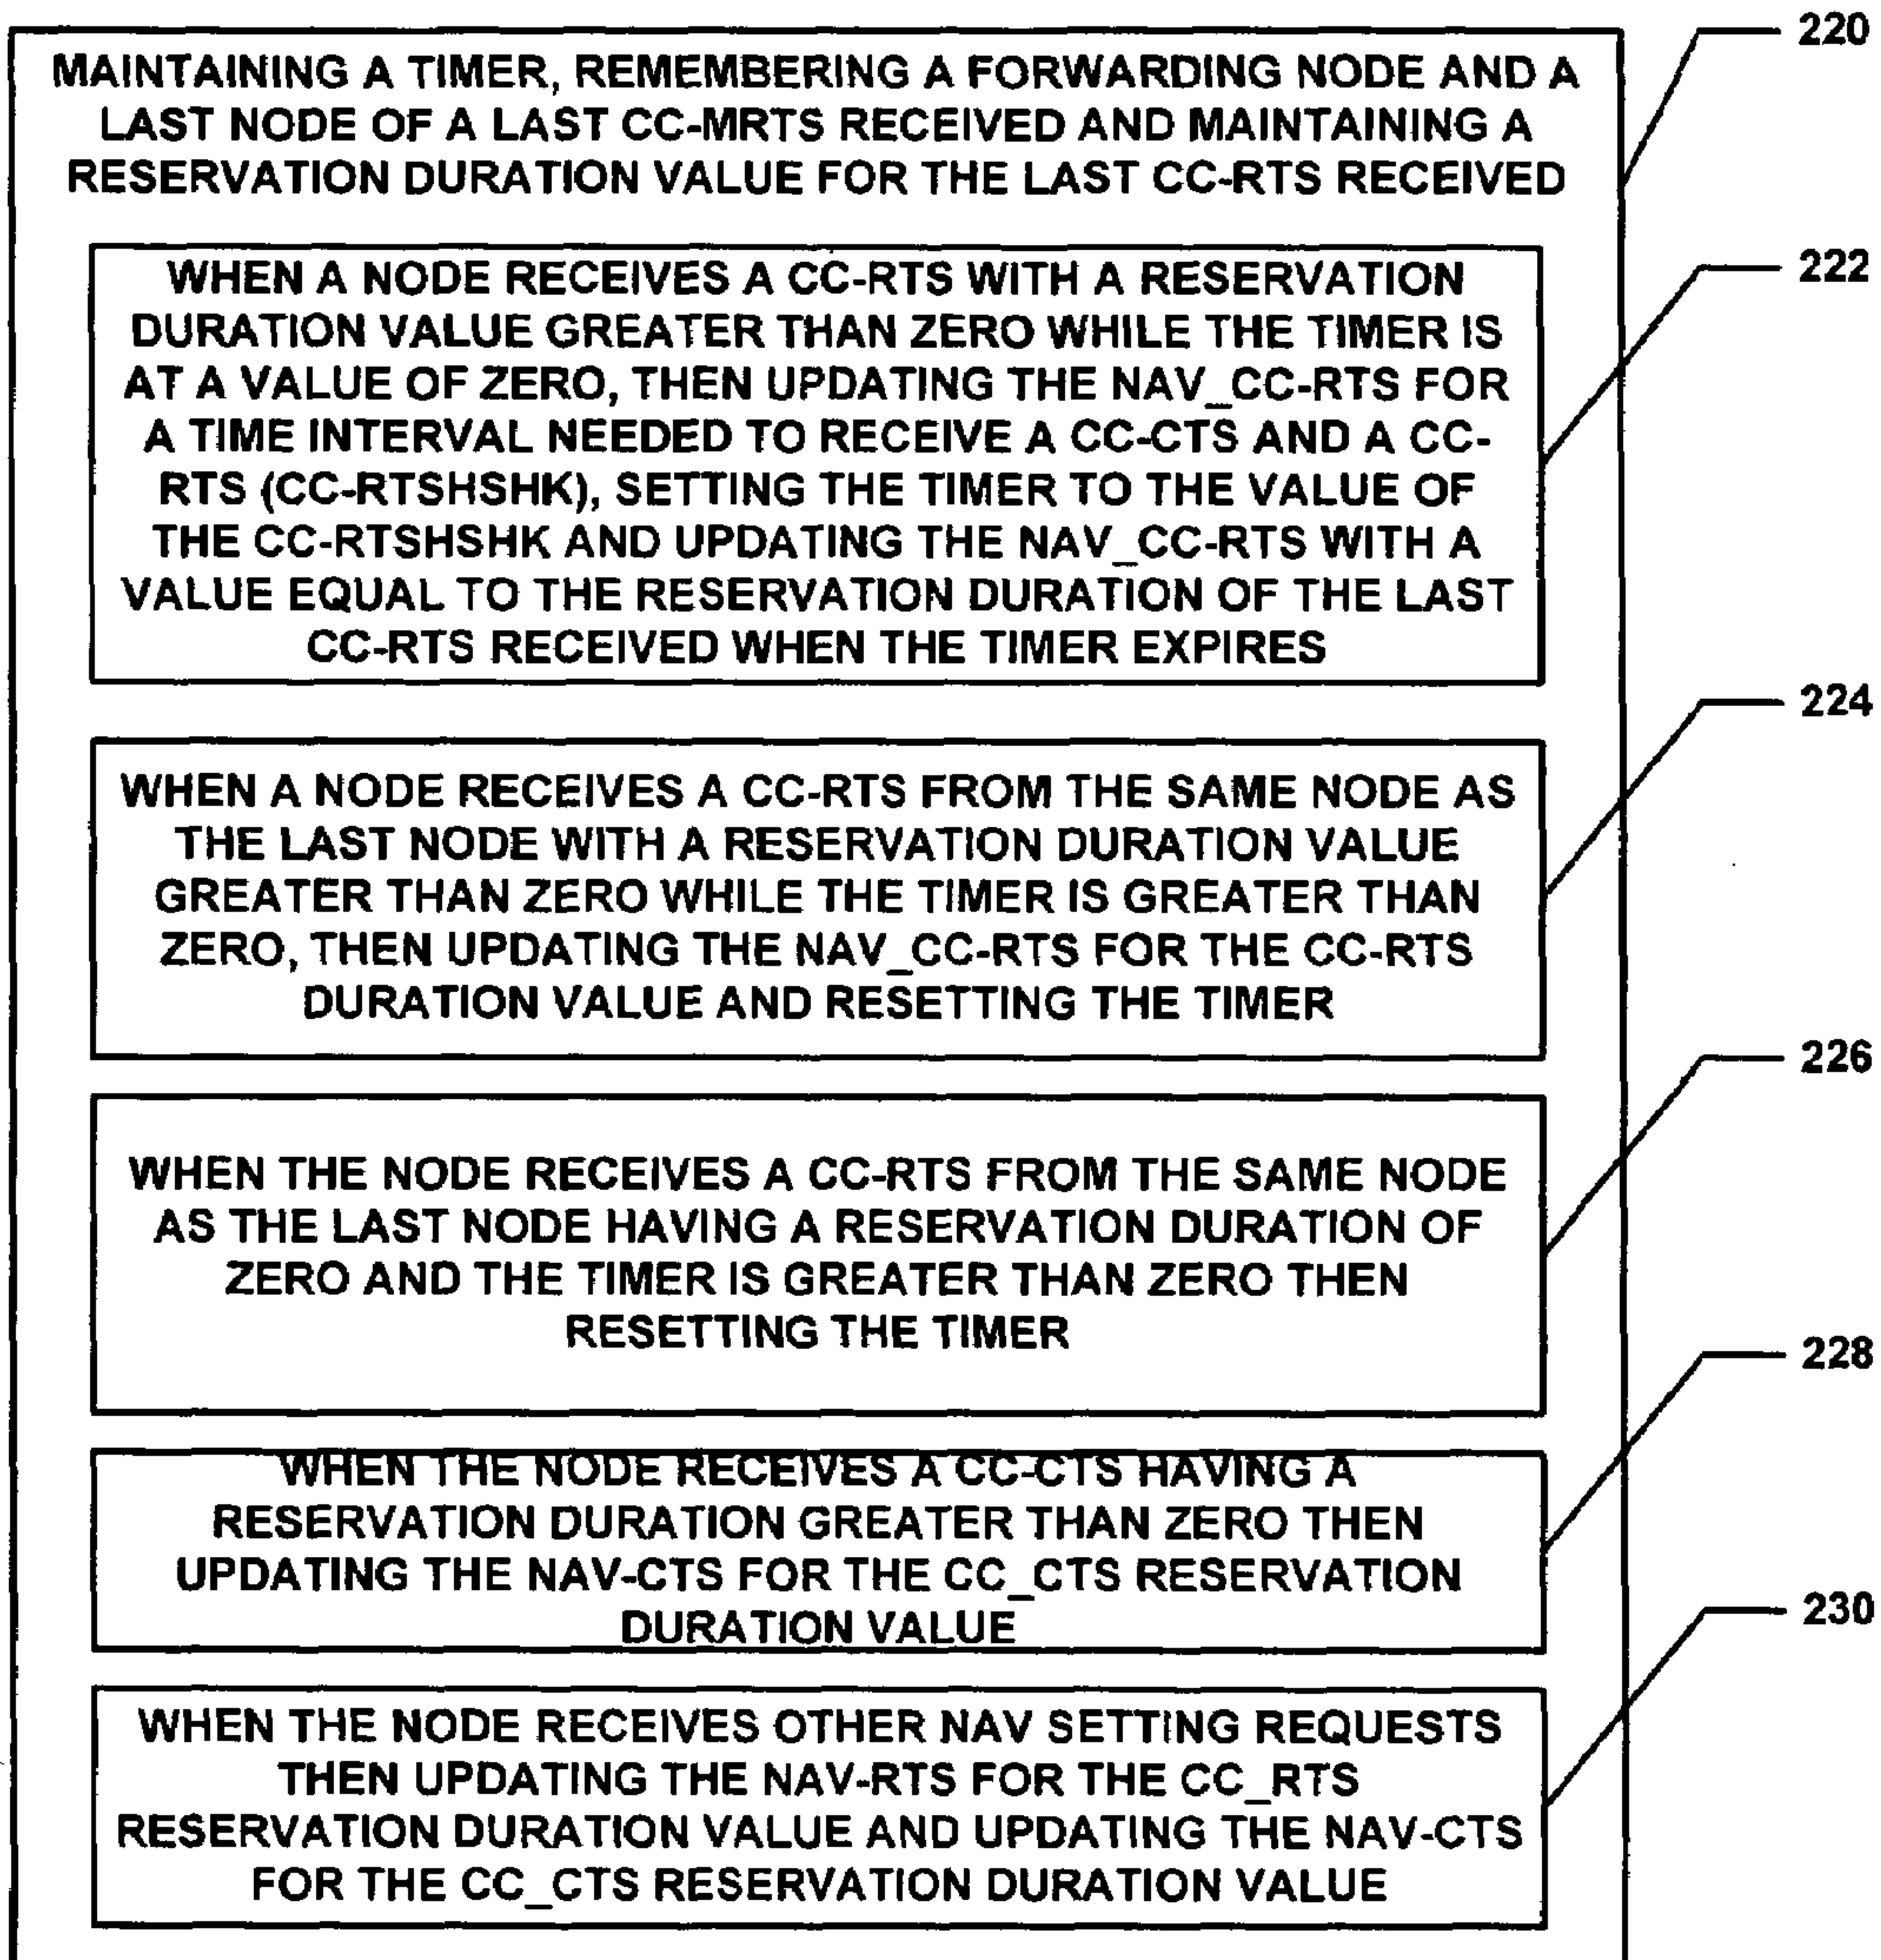 220
MAINTAINING A TIMER, REMEMBERING A FORWARDING NODE AND A
LAST NODE OF A LAST CC-MRTS RECEIVED AND MAINTAINING A
RESERVATION DURATION VALUE FOR THE LAST CC-RTS RECEIVED
222
WHEN A NODE RECEIVES A CC-RTS WITH A RESERVATION
DURATION VALUE GREATER THAN ZERO WHILE THE TIMER IS
AT A VALUE OF ZERO, THEN UPDATING THE NAV_CC-RTS FOR
A TIME INTERVAL NEEDED TO RECEIVE A CC-CTS AND A CC-
RTS (CC-RTSHSHK), SETTING THE TIMER TO THE VALUE OF
THE CC-RTSHSHK AND UPDATING THE NAV_CC-RTS WITH A
VALUE EQUAL TO THE RESERVATION DURATION OF THE LAST
CC-RTS RECEIVED WHEN THE TIMER EXPIRES
224
WHEN A NODE RECEIVES A CC-RTS FROM THE SAME NODE AS
THE LAST NODE WITH A RESERVATION DURATION VALUE
GREATER THAN ZERO WHILE THE TIMER IS GREATER THAN
ZERO, THEN UPDATING THE NAV_CC-RTS FOR THE CC-RTS
DURATION VALUE AND RESETTING THE TIMER
226
WHEN THE NODE RECEIVES A CC-RTS FROM THE SAME NODE
AS THE LAST NODE HAVING A RESERVATION DURATION OF
ZERO AND THE TIMER IS GREATER THAN ZERO THEN
RESETTING THE TIMER
228
WHEN THE NODE RECEIVES A CC-CTS HAVING A
RESERVATION DURATION GREATER THAN ZERO THEN
UPDATING THE NAV-CTS FOR THE CC_CTS RESERVATION
DURATION VALUE
230
WHEN THE NODE RECEIVES OTHER NAV SETTING REQUESTS
THEN UPDATING THE NAV-RTS FOR THE CC_RTS
RESERVATION DURATION VALUE AND UPDATING THE NAV-CTS
FOR THE CC_CTS RESERVATION DURATION VALUE